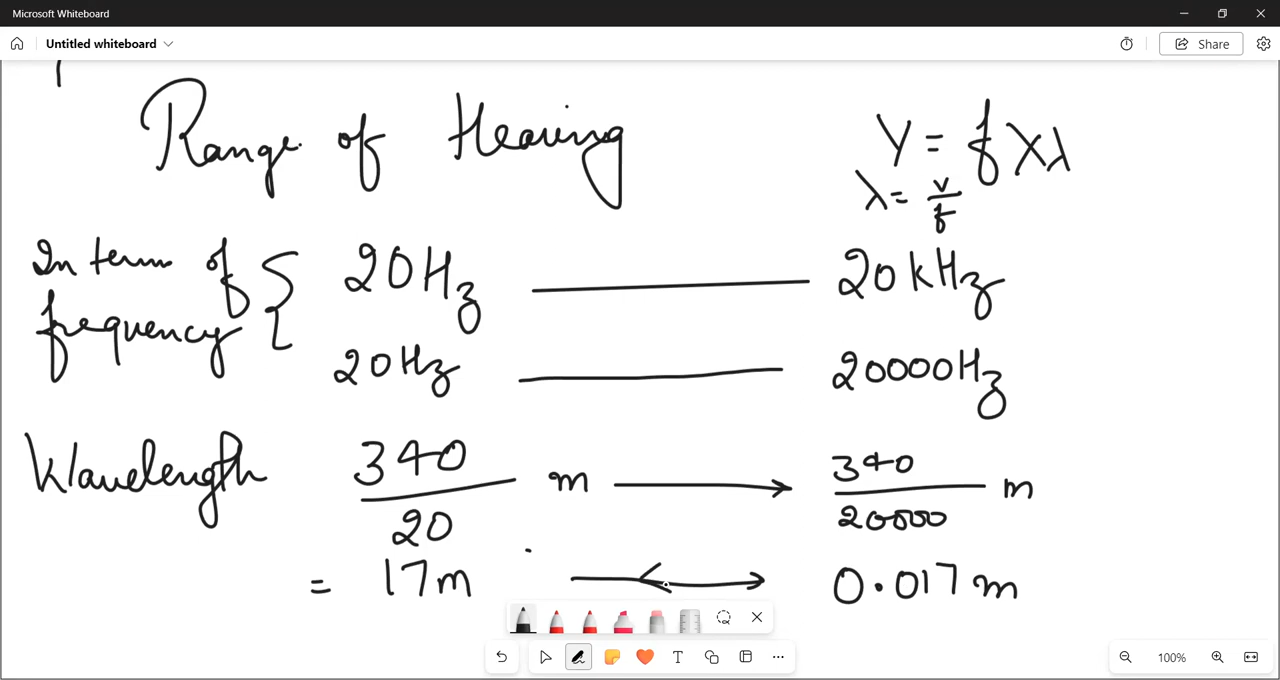 Microsoft Whiteboard
Untitled whiteboard
Share
Range of Hearing
V = f X λ
λ = v/f
In term of frequency { 20Hz — 20kHz
20Hz — 20000Hz
Wavelength 340/20 m → 340/20000 m
= 17m ↔ 0.017m
100%